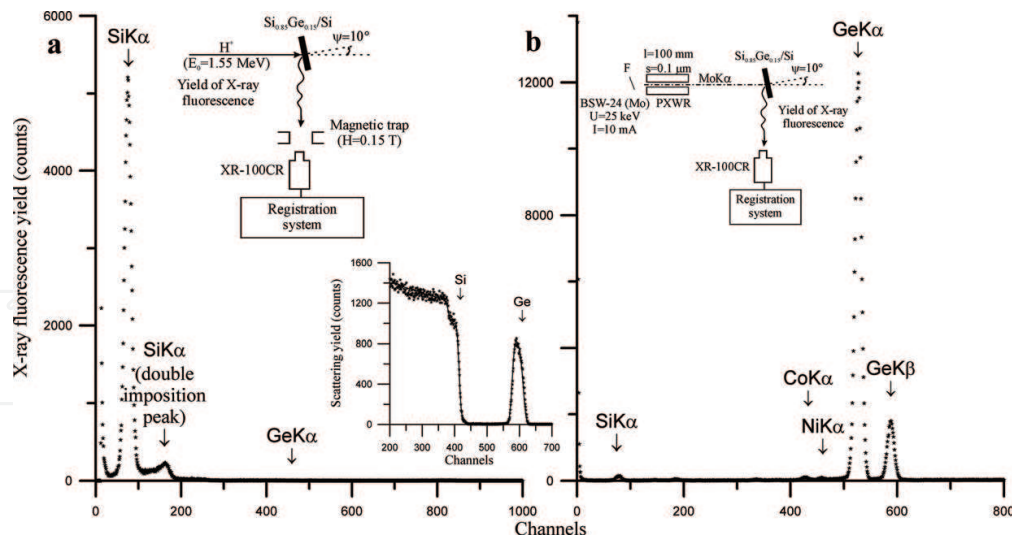 a
SiKα
Si0.85Ge0.15/Si
H+
(E0=1.55 MeV)
ψ=10°
Yield of X-ray
fluorescence
Magnetic trap
(H=0.15 T)
XR-100CR
Registration
system
SiKα
(double
imposition
peak)
GeKα
X-ray fluorescence yield (counts)
6000
4000
2000
0
0
200
400
600
800
1000
Si
Ge
Scattering yield (counts)
1600
1200
800
400
0
200
300
400
500
600
700
Channels
b
GeKα
l=100 mm
s=0.1 μm
F
MoKα
BSW-24 (Mo)
U=25 keV
I=10 mA
PXWR
Si0.85Ge0.15/Si
ψ=10°
Yield of X-ray
fluorescence
XR-100CR
Registration
system
SiKα
CoKα
NiKα
GeKβ
12000
8000
4000
0
0
200
400
600
800
Channels